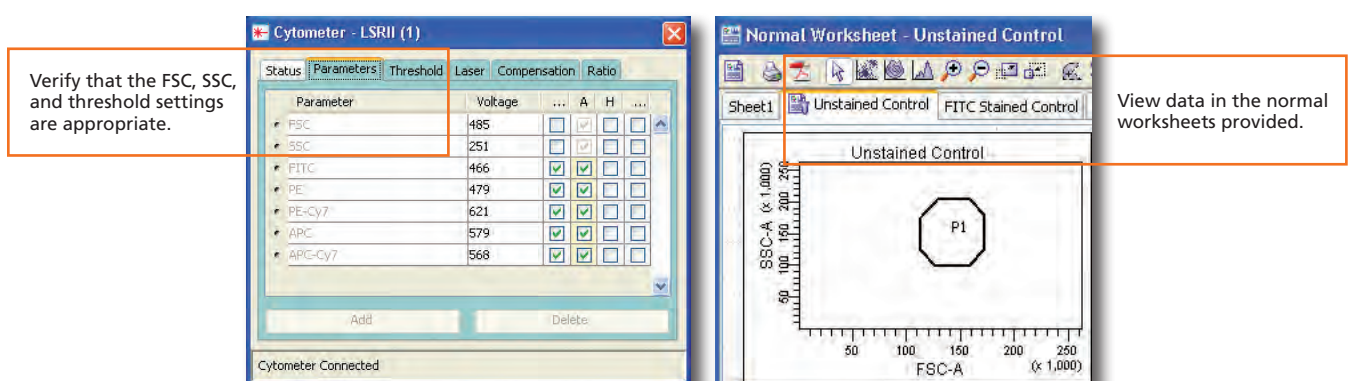 Verify that the FSC, SSC,
and threshold settings
are appropriate.
Cytometer - LSRII (1)
Status Parameters Threshold Laser Compensation Ratio
Parameter Voltage ... A H ...
FSC 485
SSC 251
FITC 466
PE 479
PE-Cy7 621
APC 579
APC-Cy7 568
Add Delete
Cytometer Connected
Normal Worksheet - Unstained Control
Sheet1 Unstained Control FITC Stained Control
Unstained Control
SSC-A (x 1,000)
250
200
150
100
50
P1
50 100 150 200 250
FSC-A (x 1,000)
View data in the normal
worksheets provided.